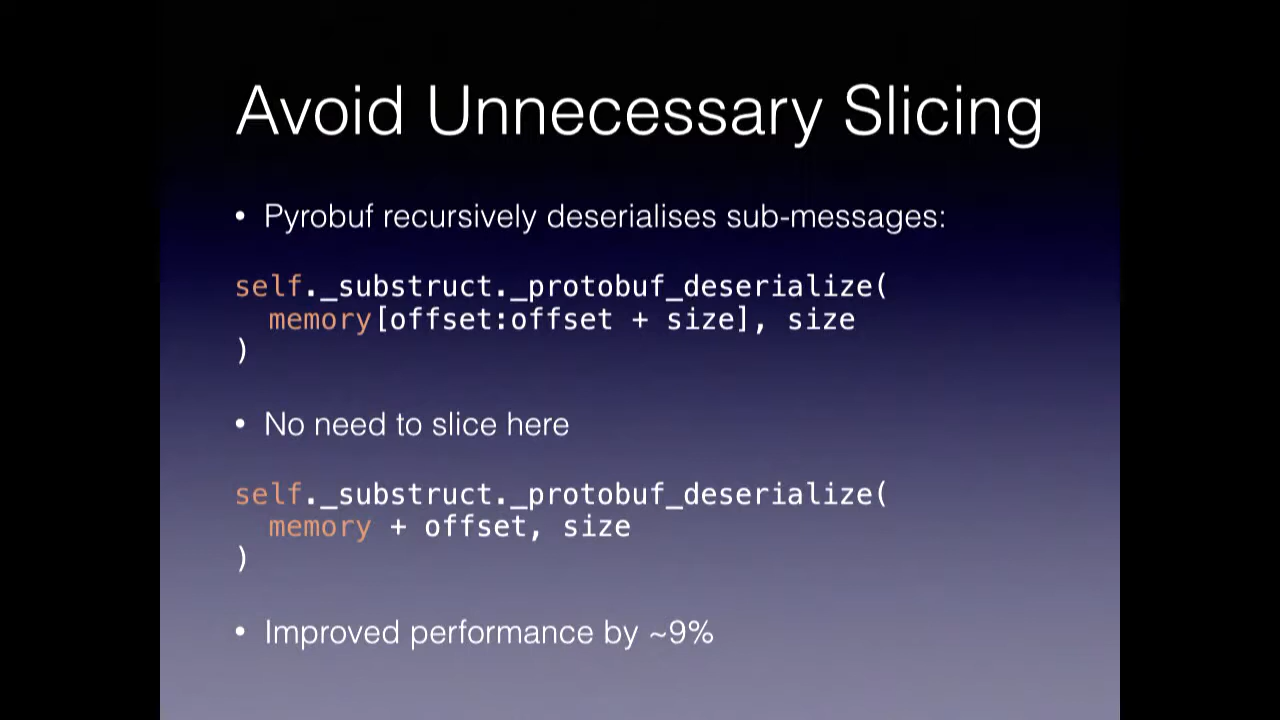 Avoid Unnecessary Slicing
• Pyrobuf recursively deserialises sub-messages:
self._substruct._protobuf_deserialize(
memory[offset:offset + size], size
)
• No need to slice here
self._substruct._protobuf_deserialize(
memory + offset, size
)
• Improved performance by ~9%